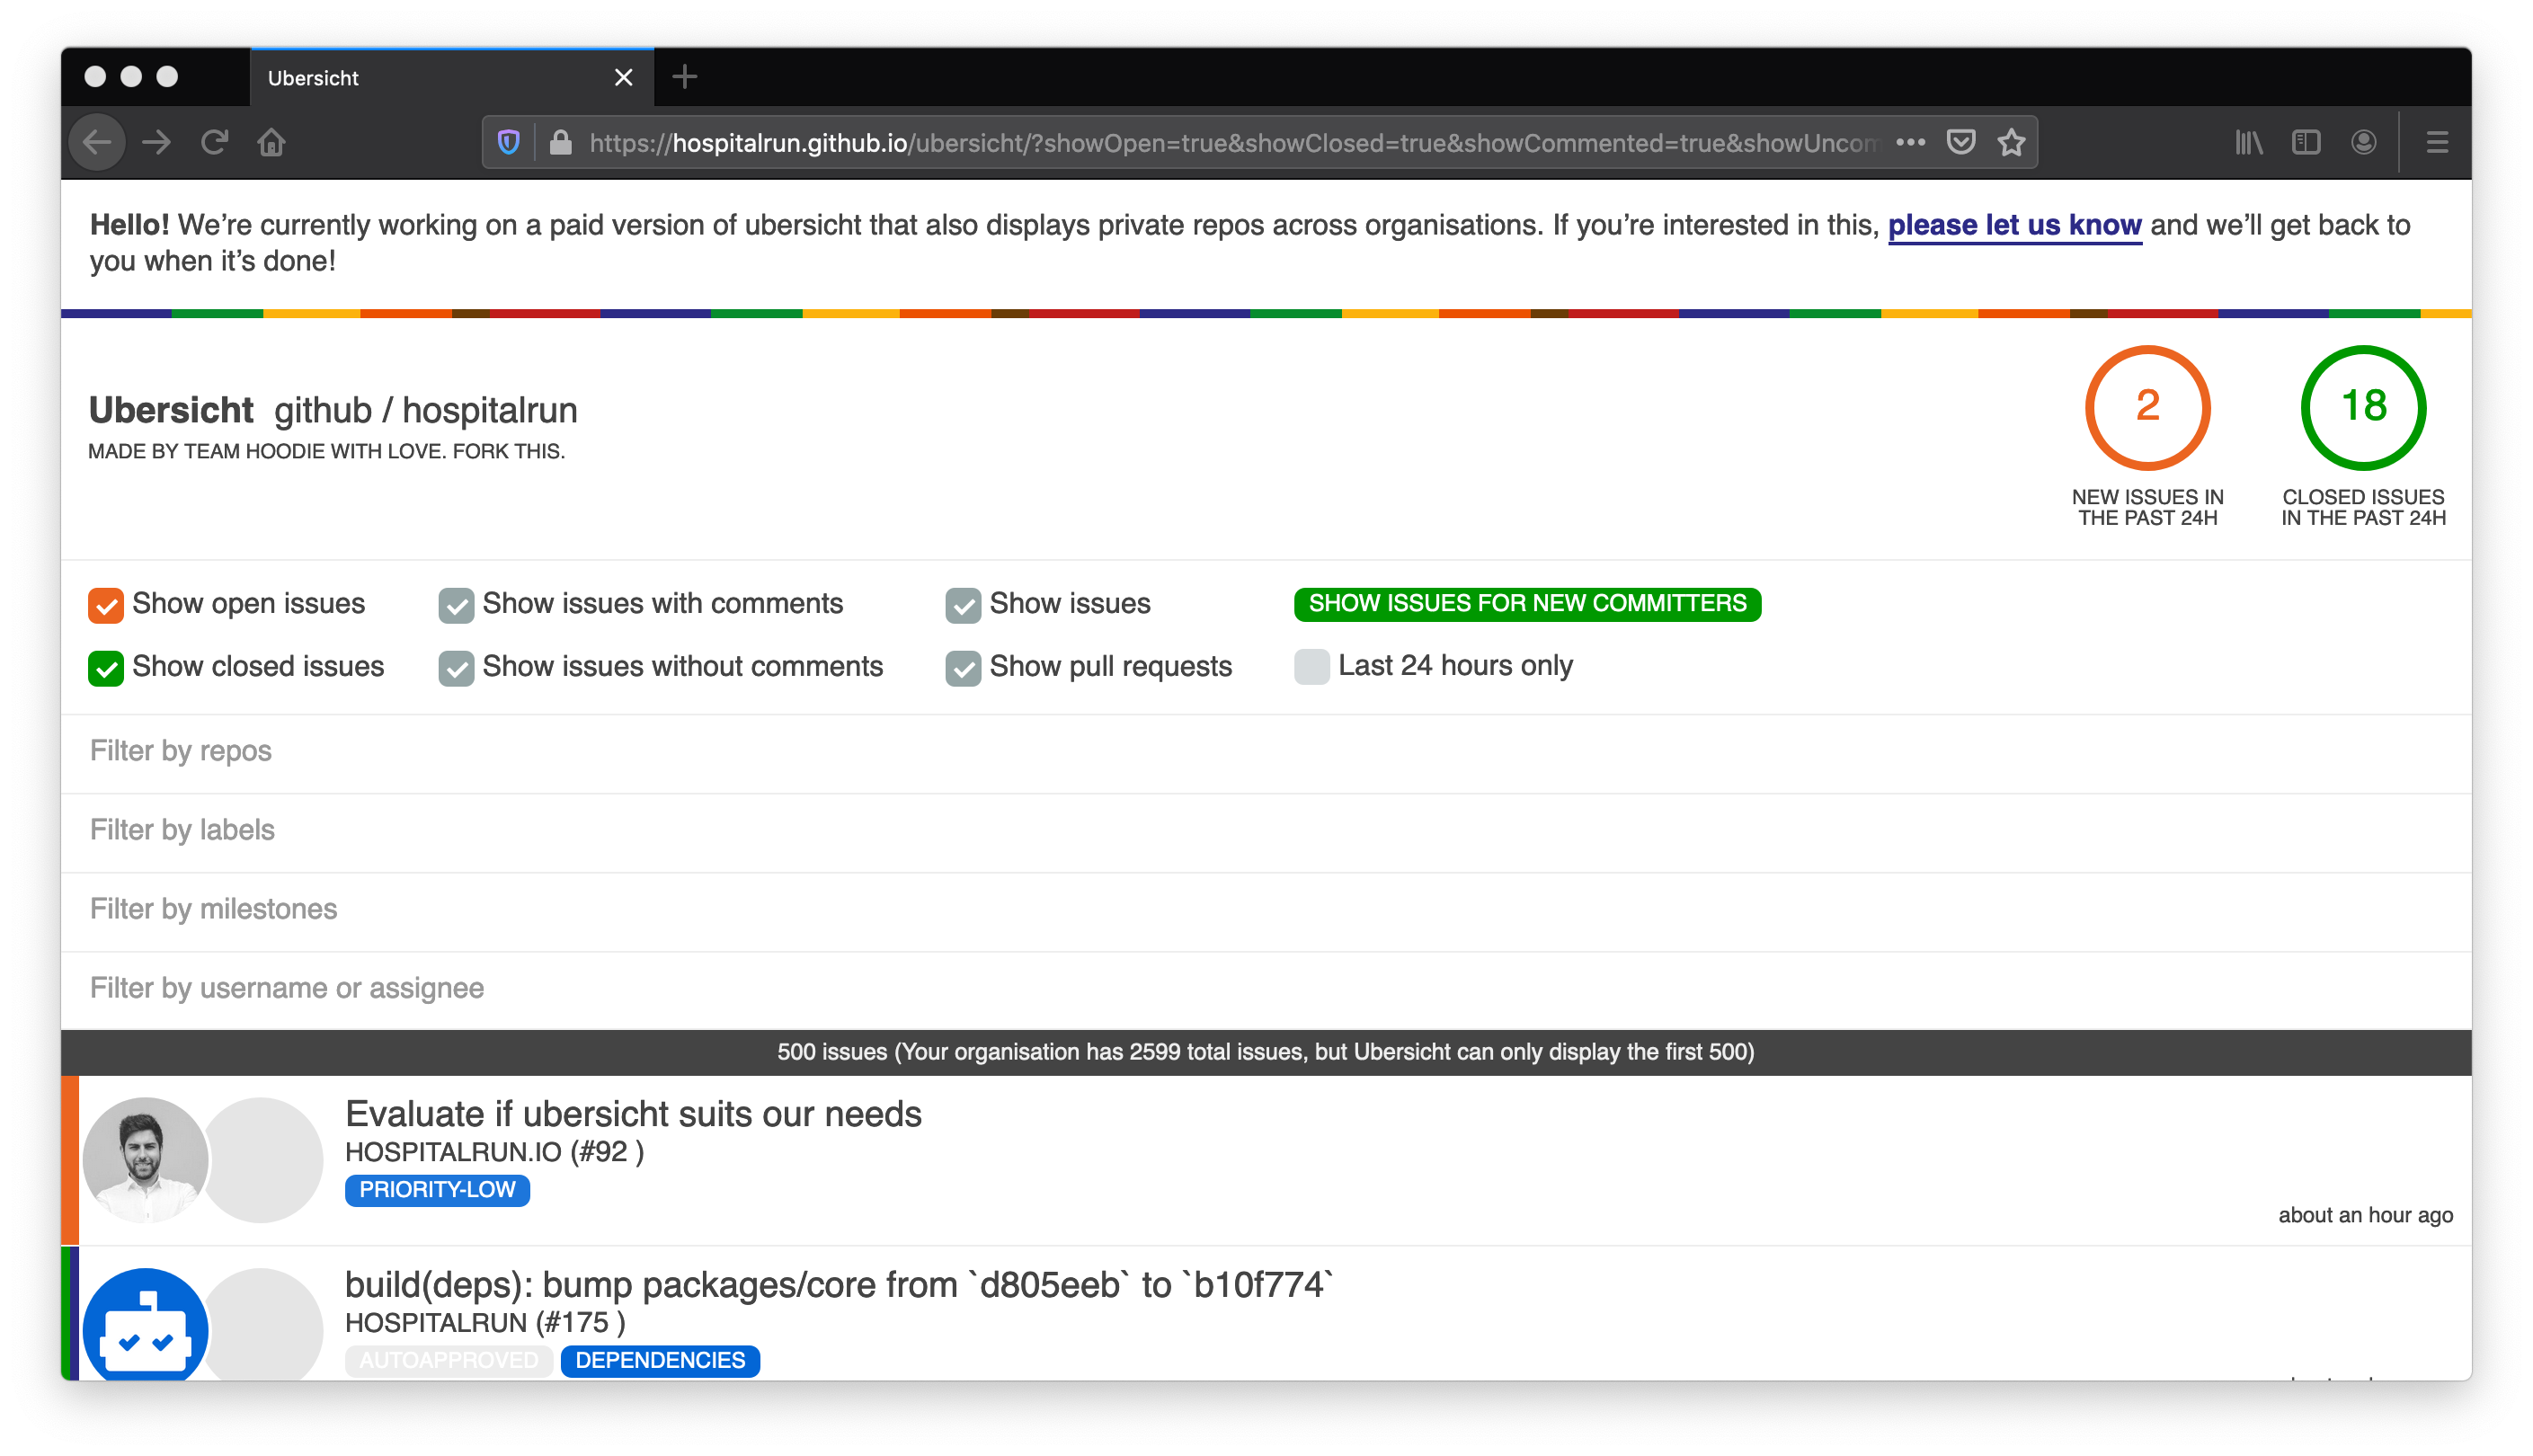 Ubersicht
https://hospitalrun.github.io/ubersicht/?showOpen=true&showClosed=true&showCommented=true&showUncom
Hello! We’re currently working on a paid version of ubersicht that also displays private repos across organisations. If you’re interested in this, please let us know and we’ll get back to
you when it’s done!
Ubersicht github / hospitalrun
MADE BY TEAM HOODIE WITH LOVE. FORK THIS.
2
NEW ISSUES IN
THE PAST 24H
18
CLOSED ISSUES
IN THE PAST 24H
Show open issues
Show issues with comments
Show issues
SHOW ISSUES FOR NEW COMMITTERS
Show closed issues
Show issues without comments
Show pull requests
Last 24 hours only
Filter by repos
Filter by labels
Filter by milestones
Filter by username or assignee
500 issues (Your organisation has 2599 total issues, but Ubersicht can only display the first 500)
Evaluate if ubersicht suits our needs
HOSPITALRUN.IO (#92 )
PRIORITY-LOW
about an hour ago
build(deps): bump packages/core from `d805eeb` to `b10f774`
HOSPITALRUN (#175 )
AUTOAPPROVED DEPENDENCIES